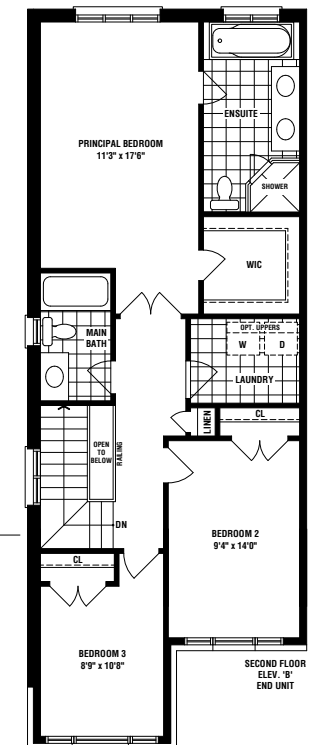 PRINCIPAL BEDROOM
11'3" x 17'6"
ENSUITE
SHOWER
WIC
MAIN
BATH
OPT. UPPERS
W D
LAUNDRY
LINEN
CL
OPEN
TO
BELOW
RAILING
DN
BEDROOM 2
9'4" x 14'0"
CL
BEDROOM 3
8'9" x 10'8"
SECOND FLOOR
ELEV. 'B'
END UNIT